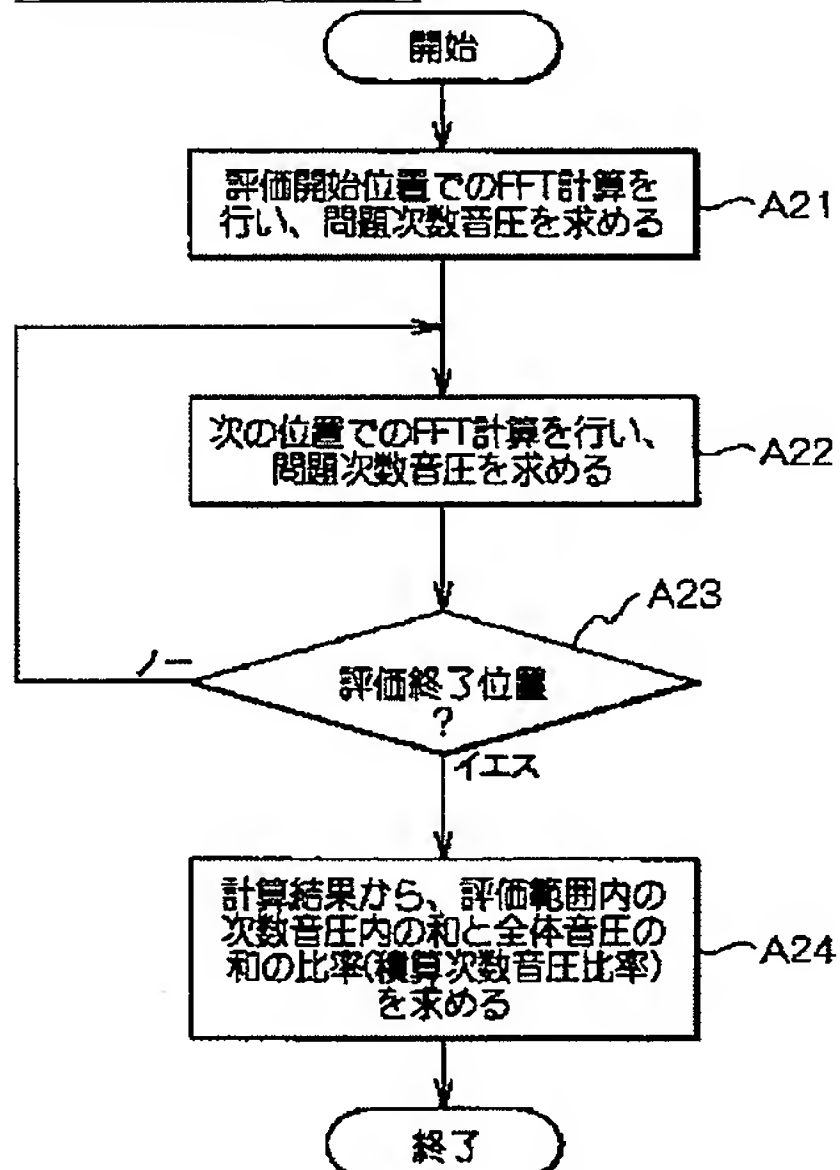 開始
評価開始位置でのFFT計算を
行い、問題次数音圧を求める
A21
次の位置でのFFT計算を行い、
問題次数音圧を求める
A22
A23
評価終了位置
?
ノー
イエス
計算結果から、評価範囲内の
次数音圧内の和と全体音圧の
和の比率(積算次数音圧比率)
を求める
A24
終了